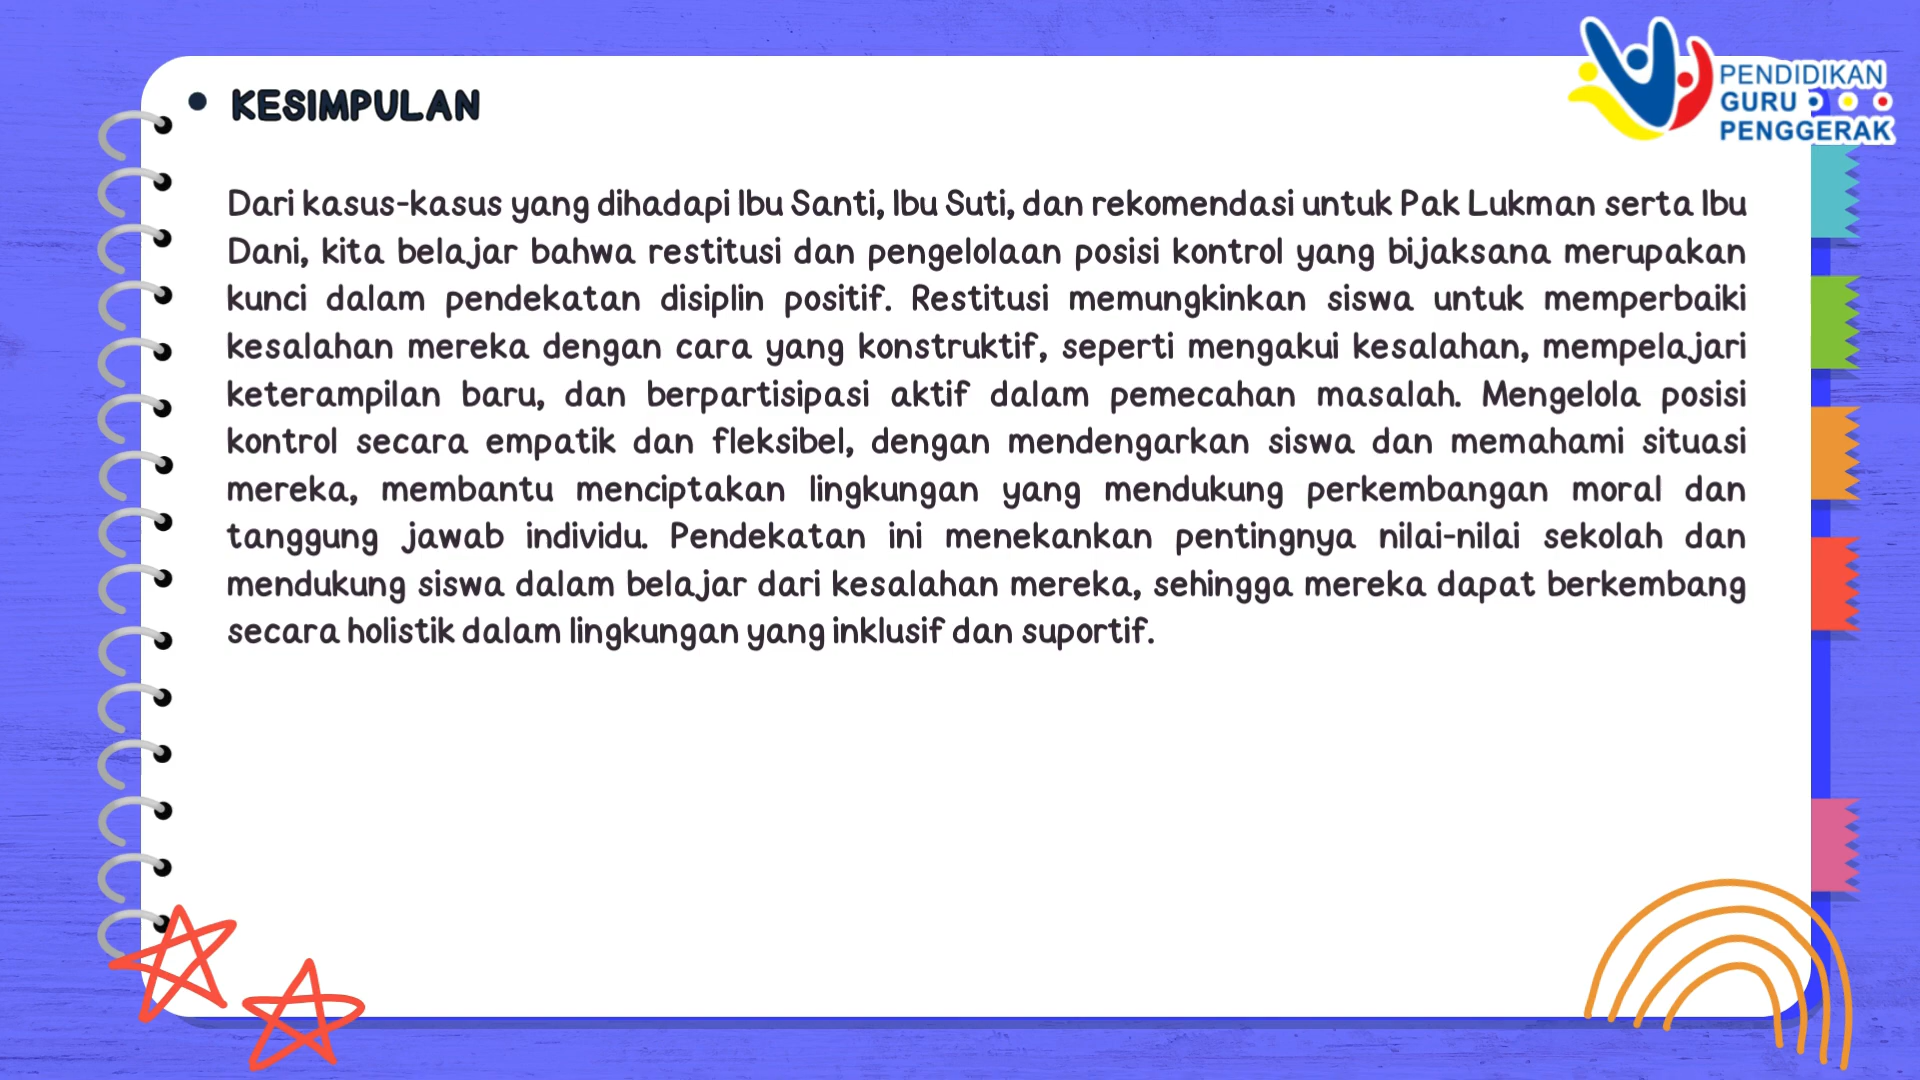 PENDIDIKAN
GURU
PENGGERAK
• KESIMPULAN
Dari kasus-kasus yang dihadapi Ibu Santi, Ibu Suti, dan rekomendasi untuk Pak Lukman serta Ibu
Dani, kita belajar bahwa restitusi dan pengelolaan posisi kontrol yang bijaksana merupakan
kunci dalam pendekatan disiplin positif. Restitusi memungkinkan siswa untuk memperbaiki
kesalahan mereka dengan cara yang konstruktif, seperti mengakui kesalahan, mempelajari
keterampilan baru, dan berpartisipasi aktif dalam pemecahan masalah. Mengelola posisi
kontrol secara empatik dan fleksibel, dengan mendengarkan siswa dan memahami situasi
mereka, membantu menciptakan lingkungan yang mendukung perkembangan moral dan
tanggung jawab individu. Pendekatan ini menekankan pentingnya nilai-nilai sekolah dan
mendukung siswa dalam belajar dari kesalahan mereka, sehingga mereka dapat berkembang
secara holistik dalam lingkungan yang inklusif dan suportif.